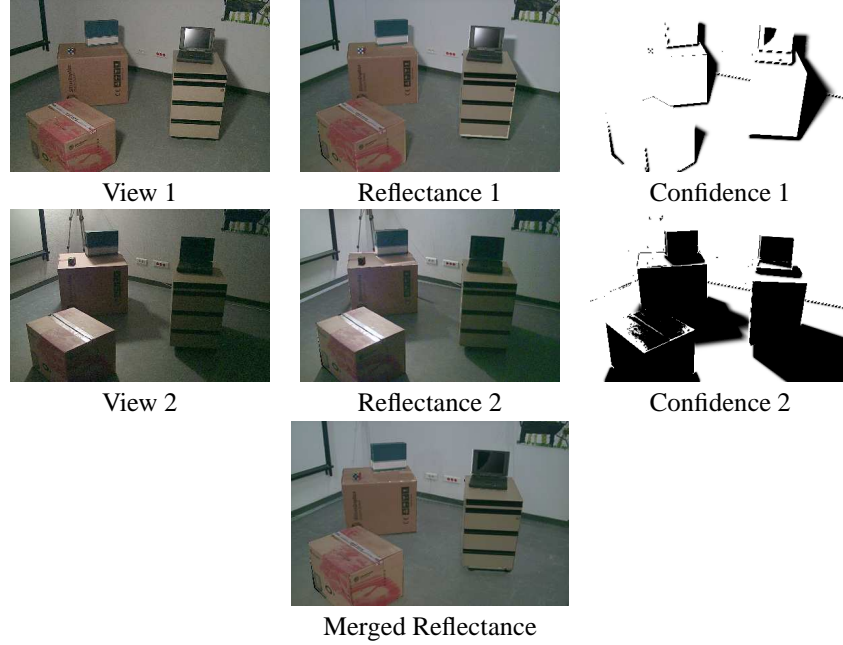 View 1
Reflectance 1
Confidence 1
View 2
Reflectance 2
Confidence 2
Merged Reflectance